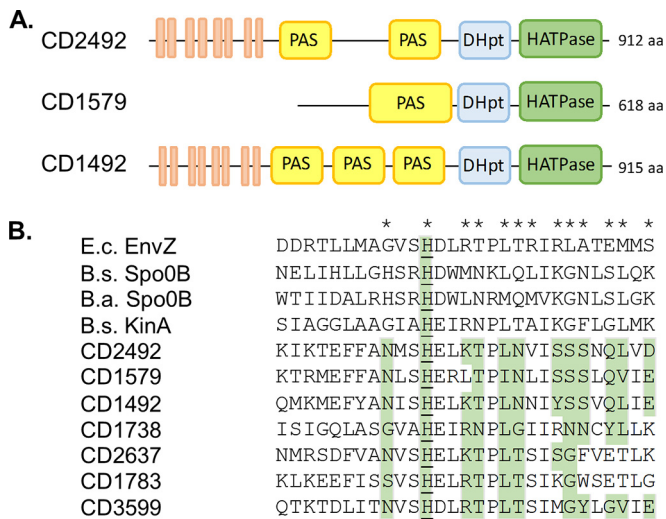 A.
CD2492 PAS PAS DHpt HATPase 912 aa
CD1579 PAS DHpt HATPase 618 aa
CD1492 PAS PAS PAS DHpt HATPase 915 aa
* * ** *** *** ** *
B. E.c. EnvZ DDRTLLMAGVSHDLRTPLTRIRLATEMMS
B.s. Spo0B NELIHLLGHSRHDWMNKLQLIKGNLSLQK
B.a. Spo0B WTIIDALRHSRHDWLNRMQMVKGNLSLGK
B.s. KinA SIAGGLAAGIAHEIRNPLTAIKGFLGLMK
CD2492 KIKTEFFANMSHELKTPLNVISSSNQLVD
CD1579 KTRMEFFANLSHERLTPINLISSSLQVIE
CD1492 QMKMEFYANISHELKTPLNNIYSSVQLIE
CD1738 ISIGQLASGVAHEIRNPLGIIRNNCYLLK
CD2637 NMRSDFVANVSHELKTPLTSISGFVETLK
CD1783 KLKEEFISSVSHELRTPLTSIKGWSETLG
CD3599 QTKTDLITNVSHELRTPLTSIMGYLGVIE